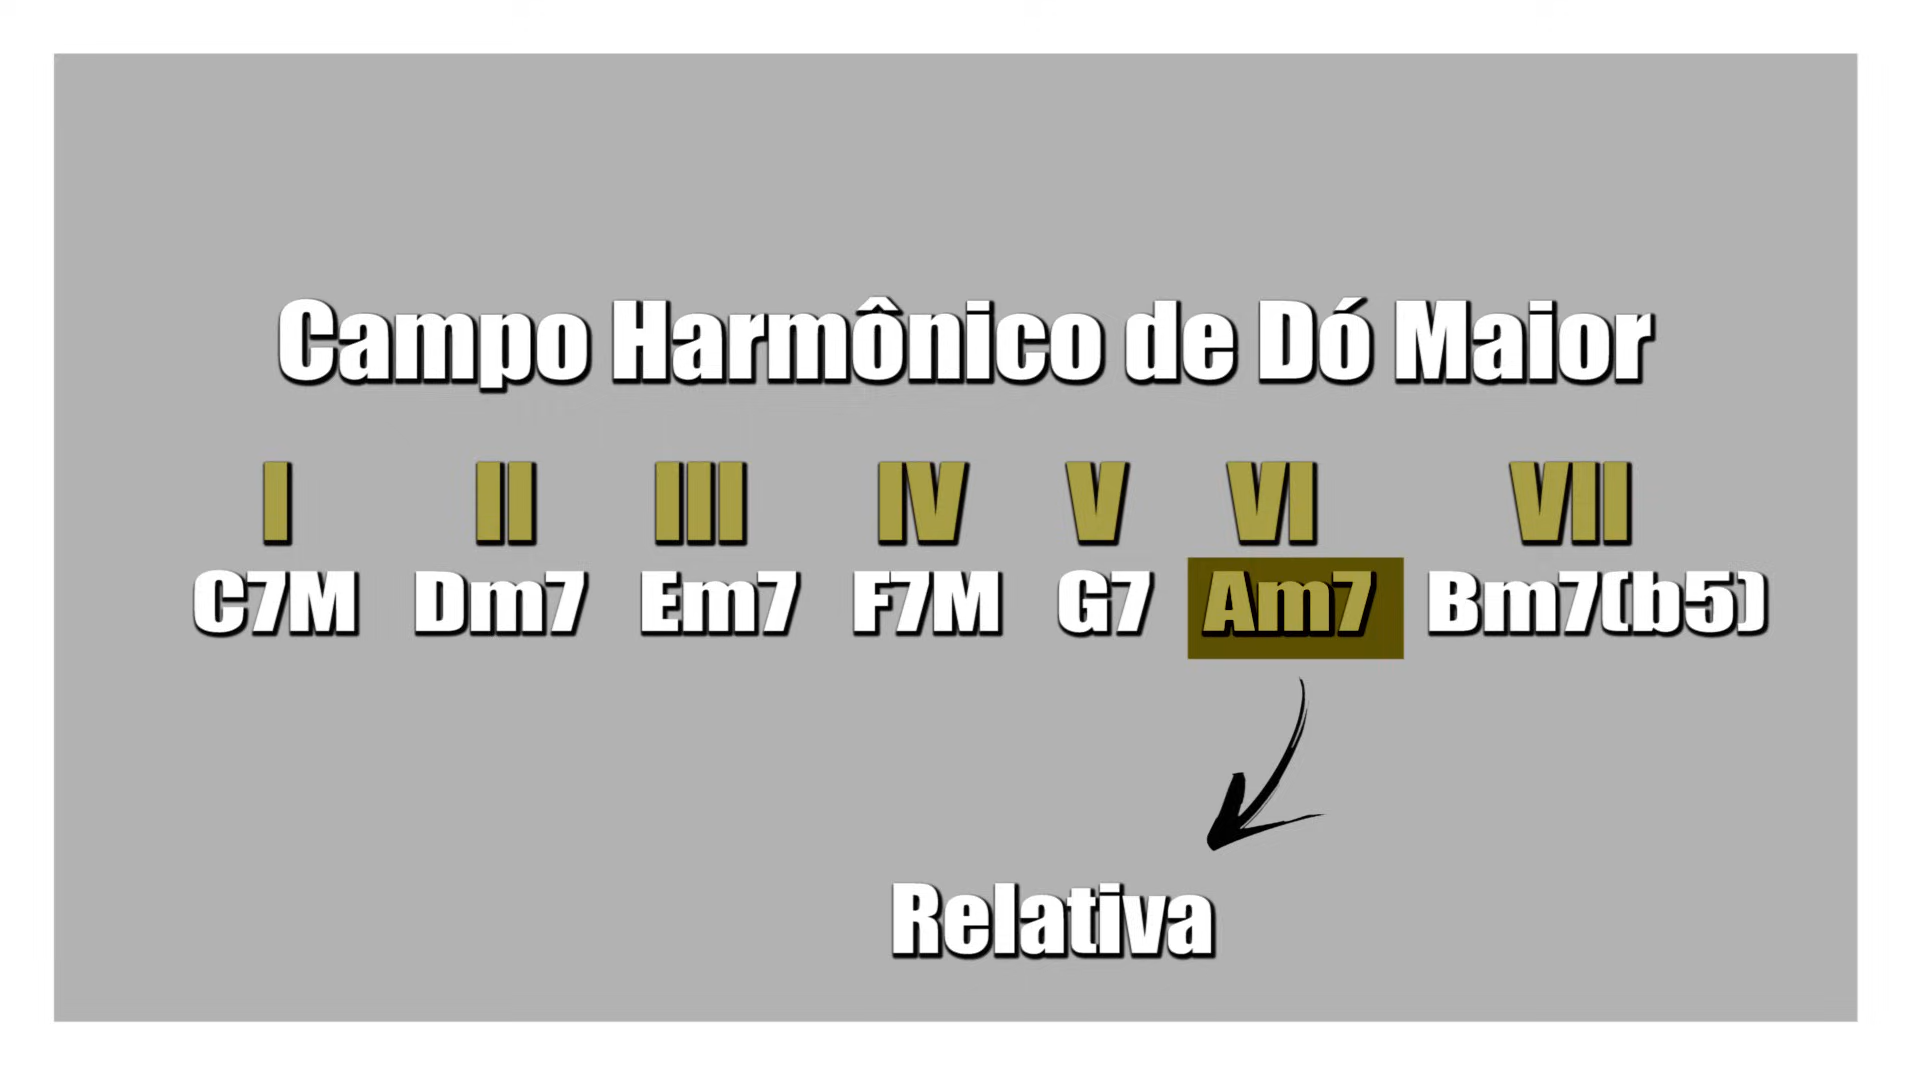 Campo Harmônico de Dó Maior
I II III IV V VI VII
C7M Dm7 Em7 F7M G7 Am7 Bm7(b5)
Relativa